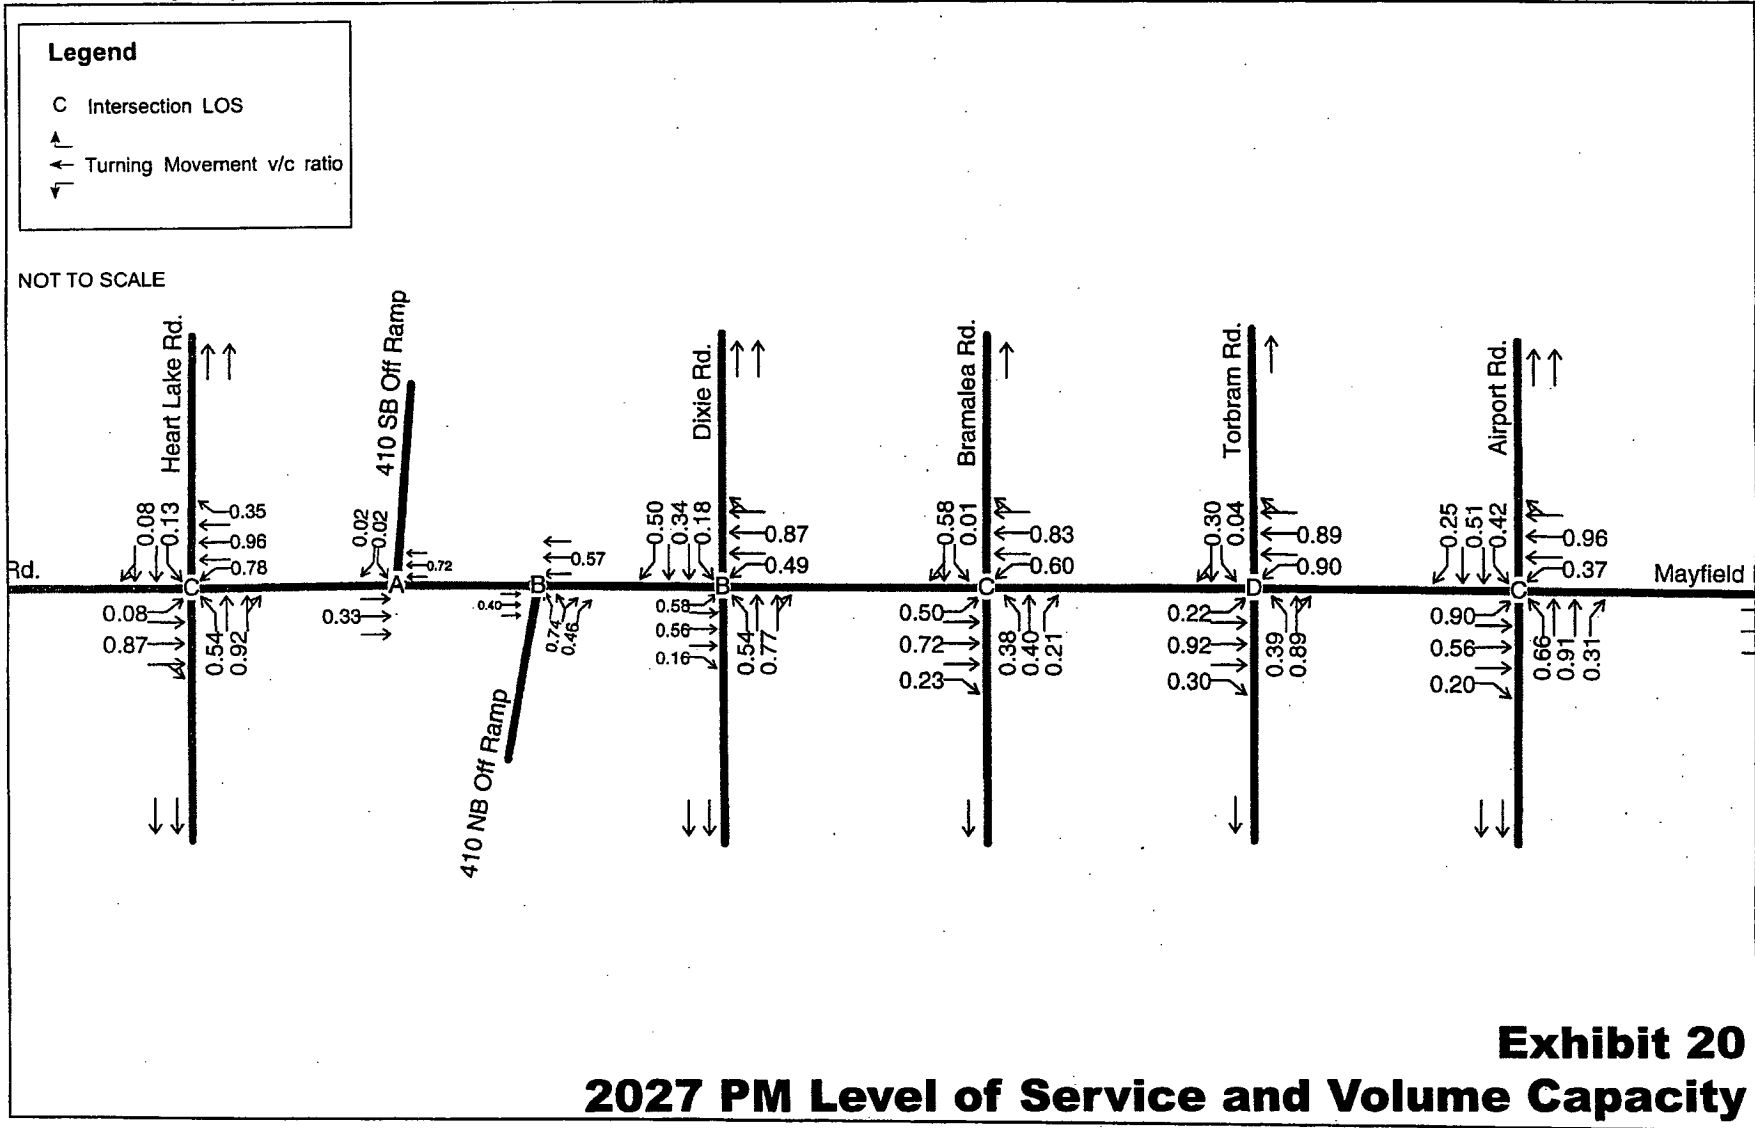 Legend
C Intersection LOS
Turning Movement v/c ratio
NOT TO SCALE
Heart Lake Rd.
410 SB Off Ramp
Dixie Rd.
Bramalea Rd.
Torbram Rd.
Airport Rd.
0.08
0.13
0.35
0.96
0.78
0.02
0.02
0.72
0.57
0.50
0.34
0.18
0.87
0.49
0.58
0.01
0.83
0.60
0.30
0.04
0.89
0.90
0.25
0.51
0.42
0.96
0.37
Rd.
C
A
B
B
C
D
C
Mayfield
0.08
0.87
0.54
0.92
0.33
0.40
0.74
0.46
0.58
0.56
0.16
0.54
0.77
0.50
0.72
0.23
0.38
0.40
0.21
0.22
0.92
0.30
0.39
0.89
0.90
0.56
0.20
0.66
0.91
0.31
410 NB Off Ramp
Exhibit 20
2027 PM Level of Service and Volume Capacity